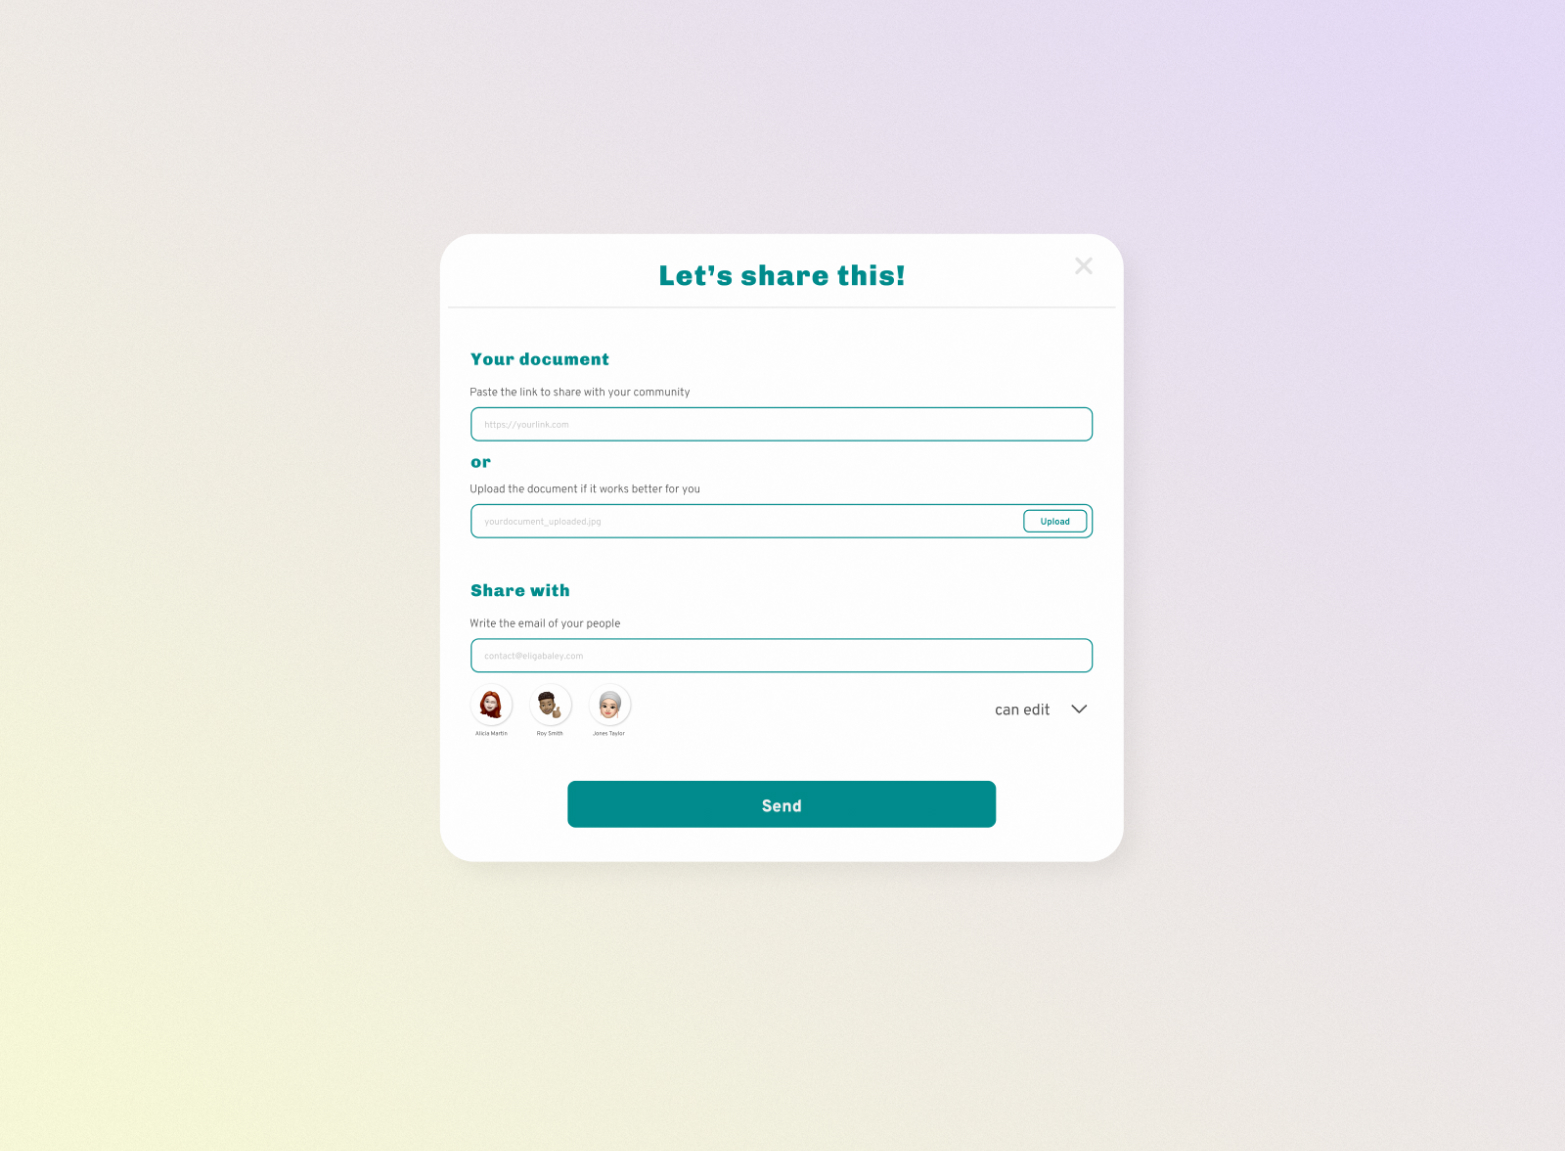 Let's share this!
Your document
Paste the link to share with your community
https://yourlink.com
or
Upload the document if it works better for you
yourdocument_uploaded.jpg
Upload
Share with
Write the email of your people
contact@eligabaley.com
Alicia Martin
Roy Smith
Jones Taylor
can edit
Send